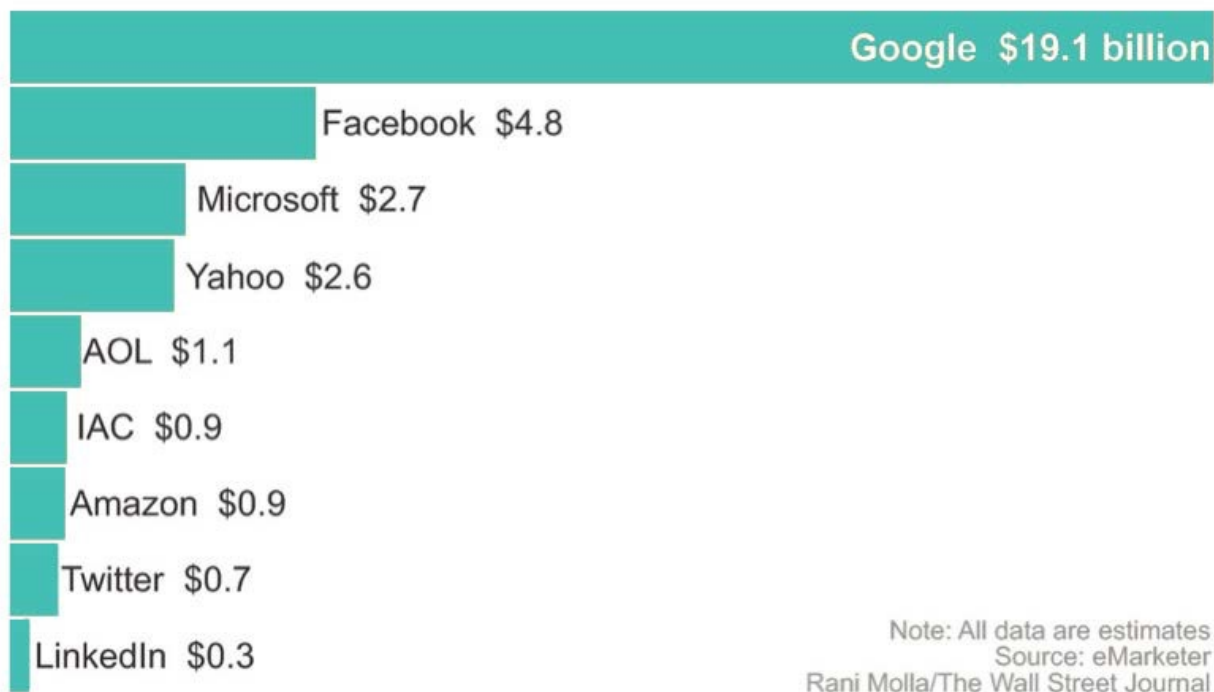 Google $19.1 billion
Facebook $4.8
Microsoft $2.7
Yahoo $2.6
AOL $1.1
IAC $0.9
Amazon $0.9
Twitter $0.7
LinkedIn $0.3
Note: All data are estimates
Source: eMarketer
Rani Molla/The Wall Street Journal